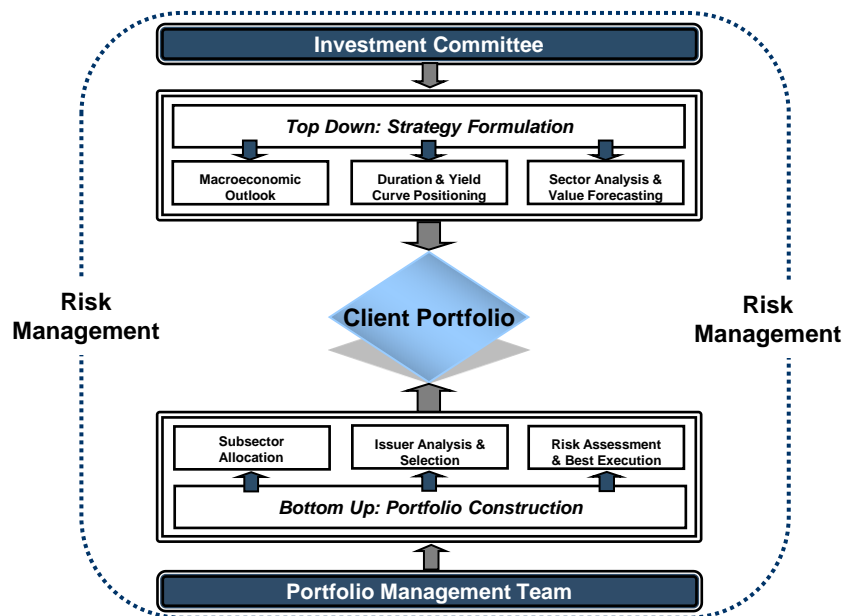 Investment Committee
Top Down: Strategy Formulation
Macroeconomic
Outlook
Duration & Yield
Curve Positioning
Sector Analysis &
Value Forecasting
Risk
Management
Client Portfolio
Risk
Management
Subsector
Allocation
Issuer Analysis &
Selection
Risk Assessment
& Best Execution
Bottom Up: Portfolio Construction
Portfolio Management Team